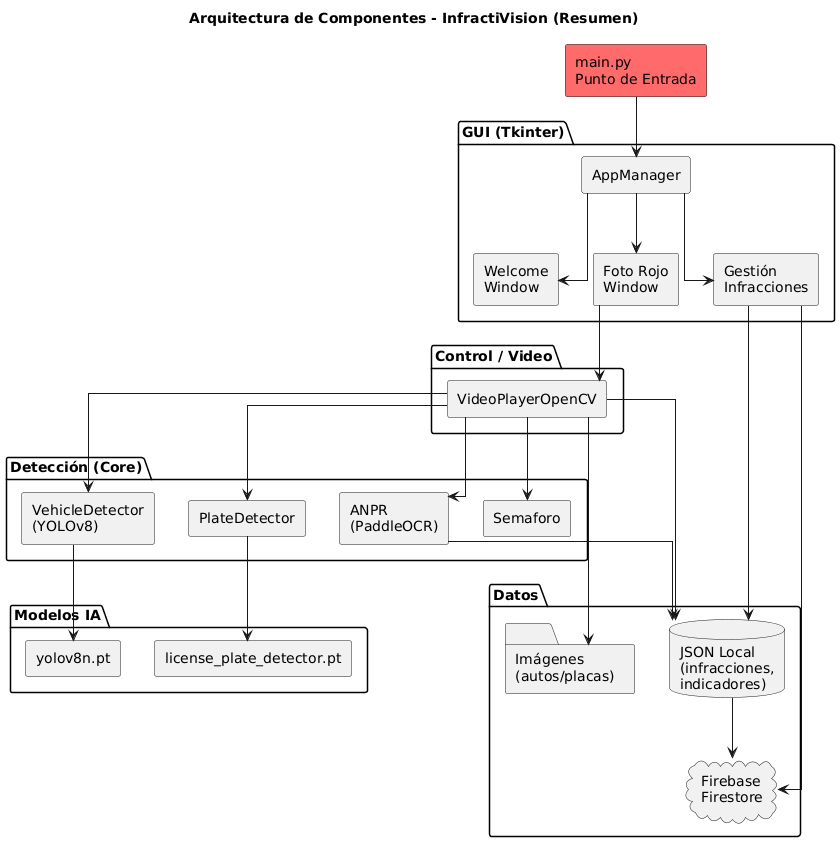 Arquitectura de Componentes - InfractiVision (Resumen)
main.py
Punto de Entrada
GUI (Tkinter)
AppManager
Welcome
Window
Foto Rojo
Window
Gestión
Infracciones
Control / Video
VideoPlayerOpenCV
Detección (Core)
VehicleDetector
(YOLOv8)
PlateDetector
ANPR
(PaddleOCR)
Semaforo
Modelos IA
yolov8n.pt
license_plate_detector.pt
Datos
Imágenes
(autos/placas)
JSON Local
(infracciones,
indicadores)
Firebase
Firestore